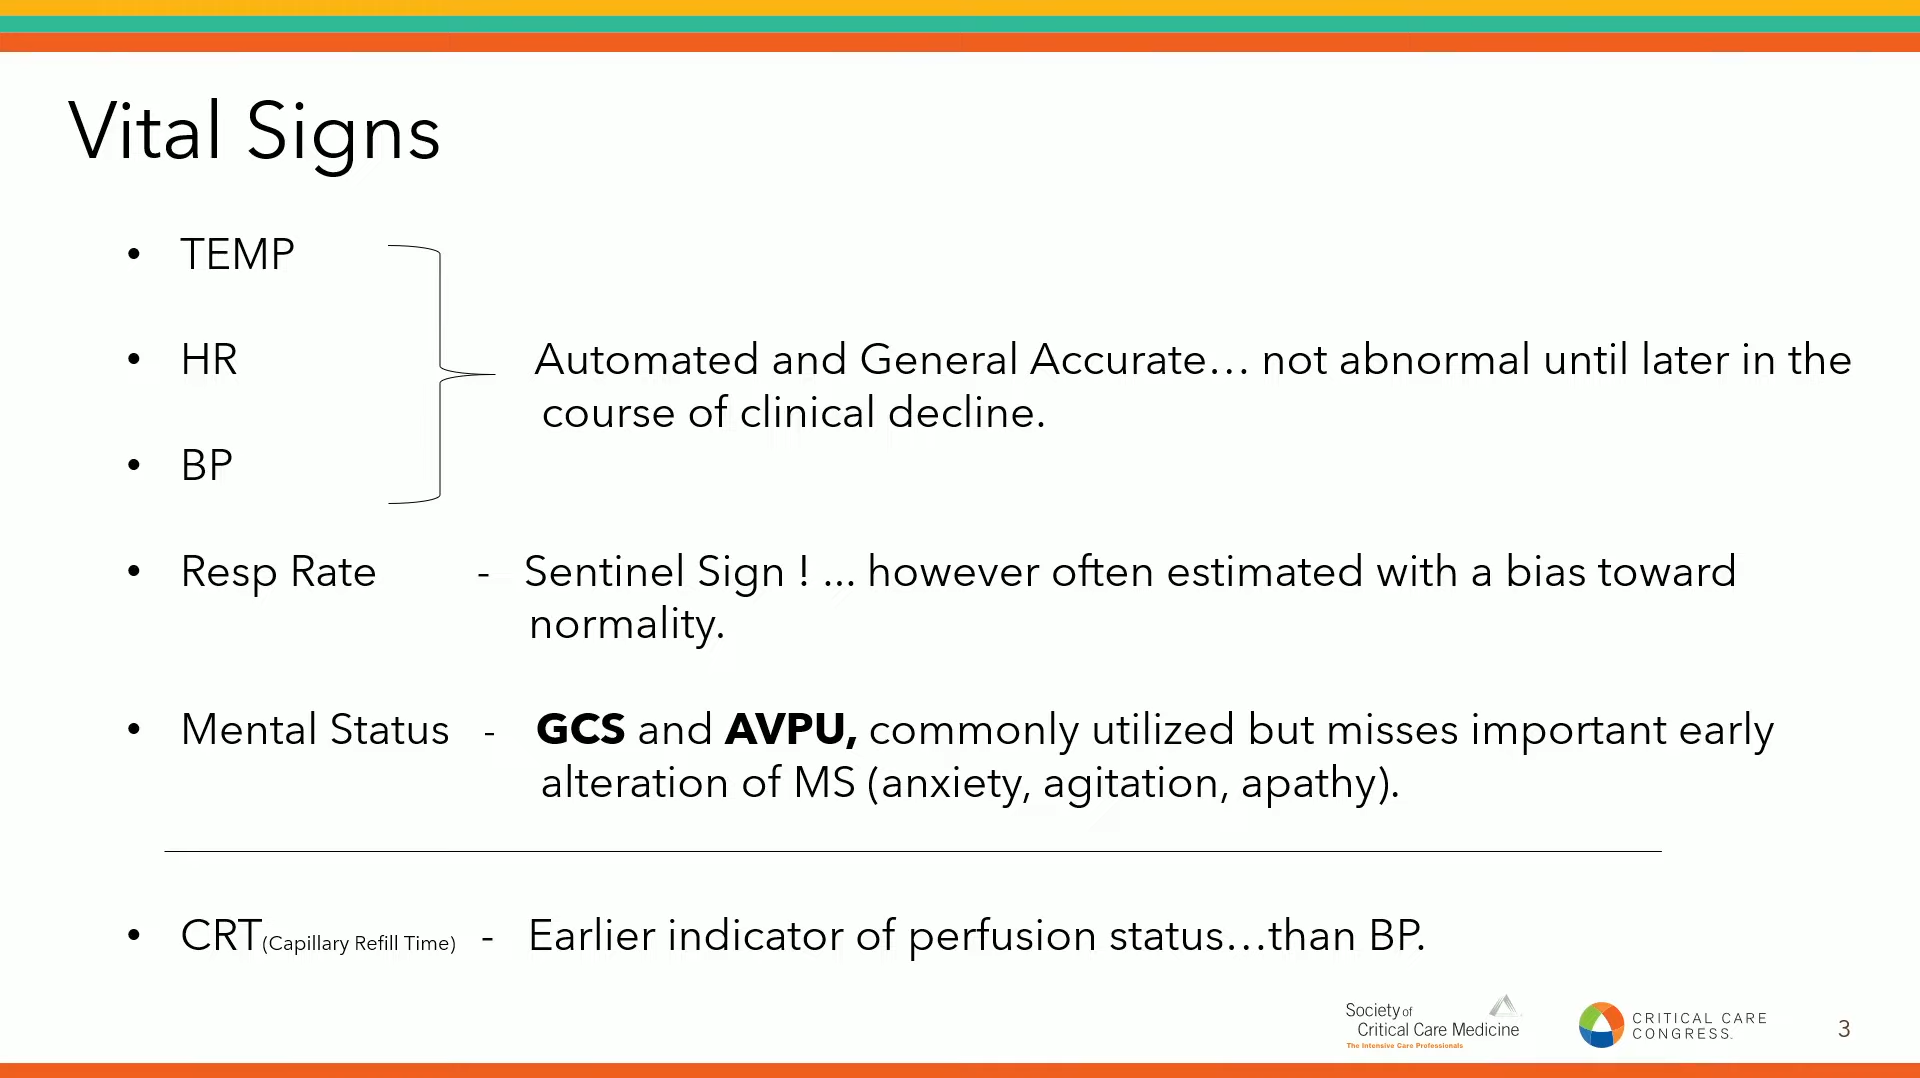 Vital Signs
• TEMP
• HR
Automated and General Accurate... not abnormal until later in the
course of clinical decline.
• BP
• Resp Rate - Sentinel Sign ! ... however often estimated with a bias toward
normality.
• Mental Status - GCS and AVPU, commonly utilized but misses important early
alteration of MS (anxiety, agitation, apathy).
• CRT(Capillary Refill Time) - Earlier indicator of perfusion status...than BP.
Society of
Critical Care Medicine
The Intensive Care Professionals
CRITICAL CARE
CONGRESS
3